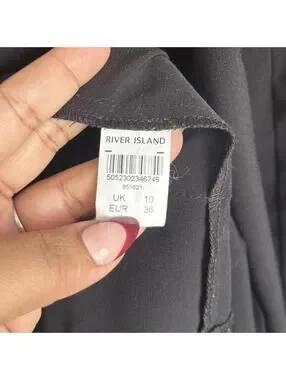 RIVER ISLAND
5052302346749
651621
UK 10
EUR 36